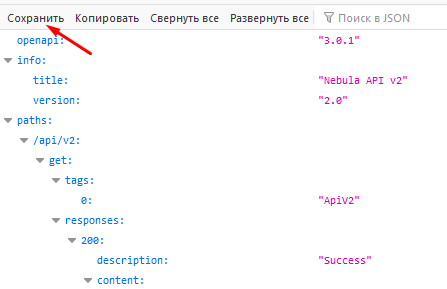 Сохранить Копировать Свернуть все Развернуть все Поиск в JSON
openapi: "3.0.1"
info:
title: "Nebula API v2"
version: "2.0"
paths:
/api/v2:
get:
tags:
0: "ApiV2"
responses:
200:
description: "Success"
content: